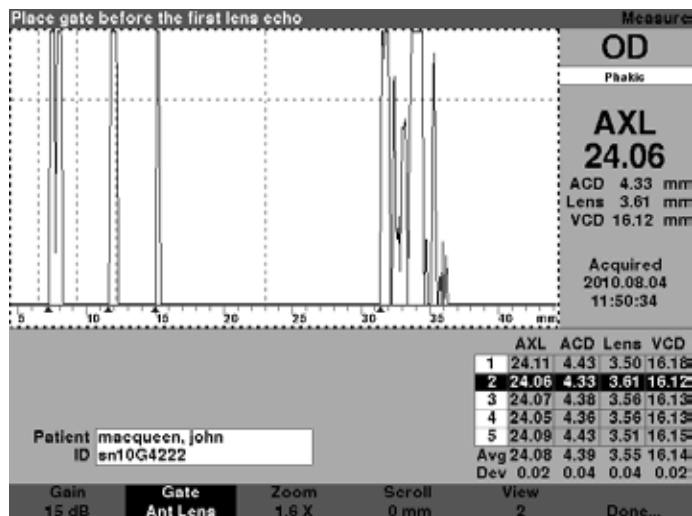 Place gate before the first lens echo
Measure
OD
Phakic
AXL
24.06
ACD 4.33 mm
Lens 3.61 mm
VCD 16.12 mm
Acquired
2010.08.04
11:50:34
5 10 15 20 25 30 35 40 mm
AXL ACD Lens VCD
1 24.11 4.43 3.50 16.18
2 24.06 4.33 3.61 16.12
3 24.07 4.38 3.56 16.13
4 24.05 4.36 3.56 16.13
5 24.09 4.43 3.51 16.15
Avg 24.08 4.39 3.55 16.14
Dev 0.02 0.04 0.04 0.02
Patient macqueen, john
ID sn10G4222
Gain Gate Zoom Scroll View
15 dB Ant Lens 1.6 X 0 mm 2 Done...